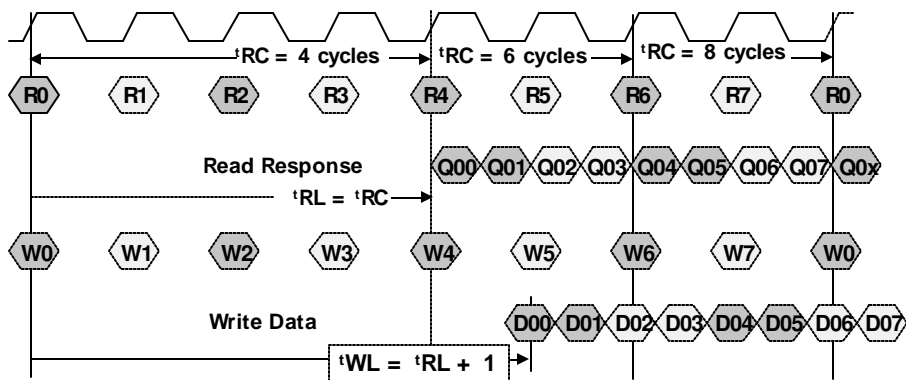 tRC = 4 cycles tRC = 6 cycles tRC = 8 cycles
R0 R1 R2 R3 R4 R5 R6 R7 R0
Read Response Q00 Q01 Q02 Q03 Q04 Q05 Q06 Q07 Q0x
tRL = tRC
W0 W1 W2 W3 W4 W5 W6 W7 W0
Write Data D00 D01 D02 D03 D04 D05 D06 D07
tWL = tRL + 1